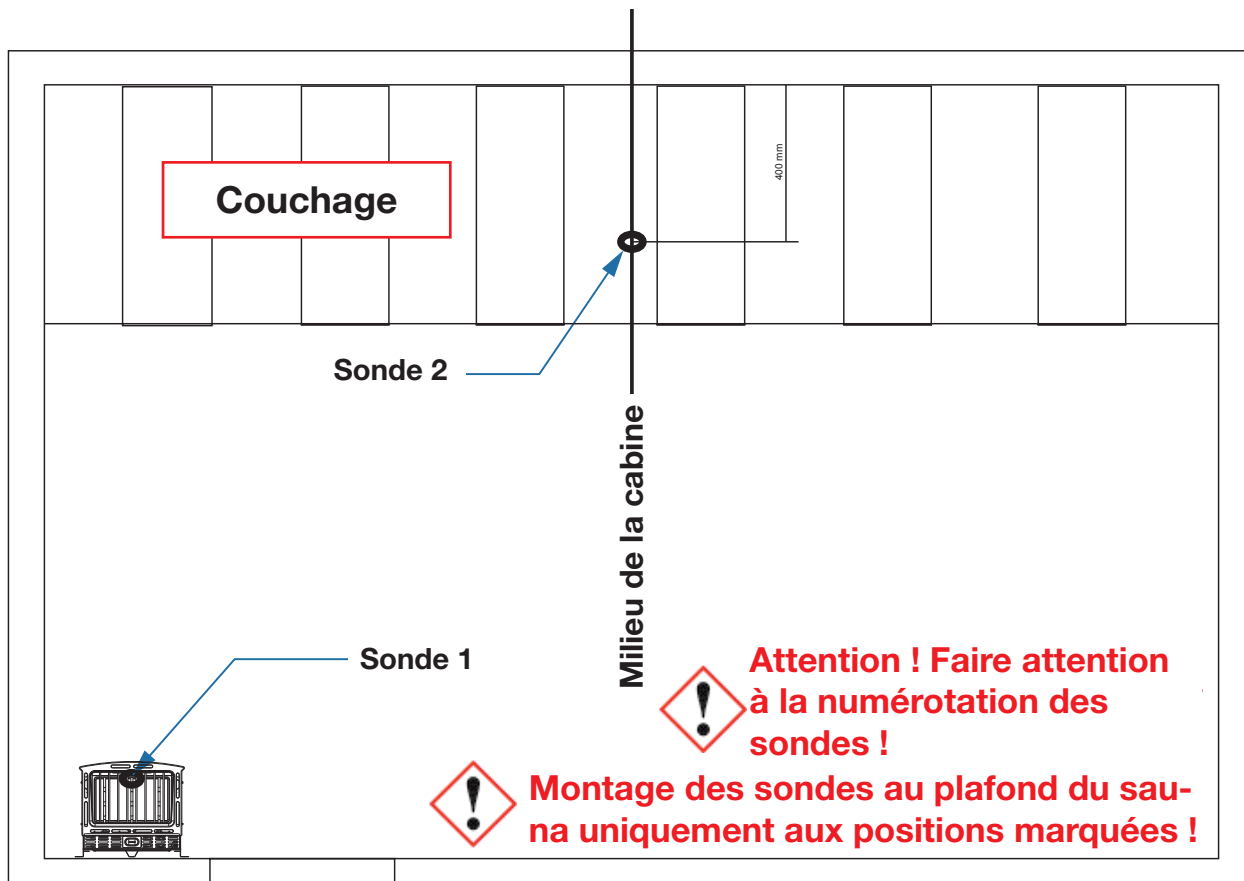 400 mm
Couchage
Sonde 2
Milieu de la cabine
Sonde 1
Attention ! Faire attention
à la numérotation des
sondes !
Montage des sondes au plafond du sau-
na uniquement aux positions marquées !